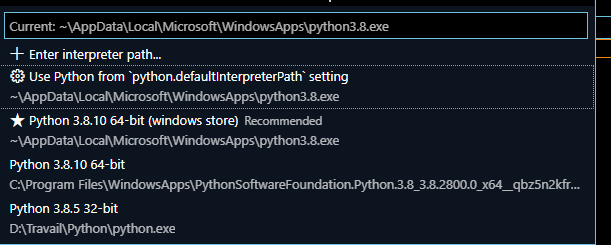 Current: ~\AppData\Local\Microsoft\WindowsApps\python3.8.exe
+ Enter interpreter path...
Use Python from `python.defaultInterpreterPath` setting
~\AppData\Local\Microsoft\WindowsApps\python3.8.exe
★ Python 3.8.10 64-bit (windows store) Recommended
~\AppData\Local\Microsoft\WindowsApps\python3.8.exe
Python 3.8.10 64-bit
C:\Program Files\WindowsApps\PythonSoftwareFoundation.Python.3.8_3.8.2800.0_x64__qbz5n2kfr...
Python 3.8.5 32-bit
D:\Travail\Python\python.exe